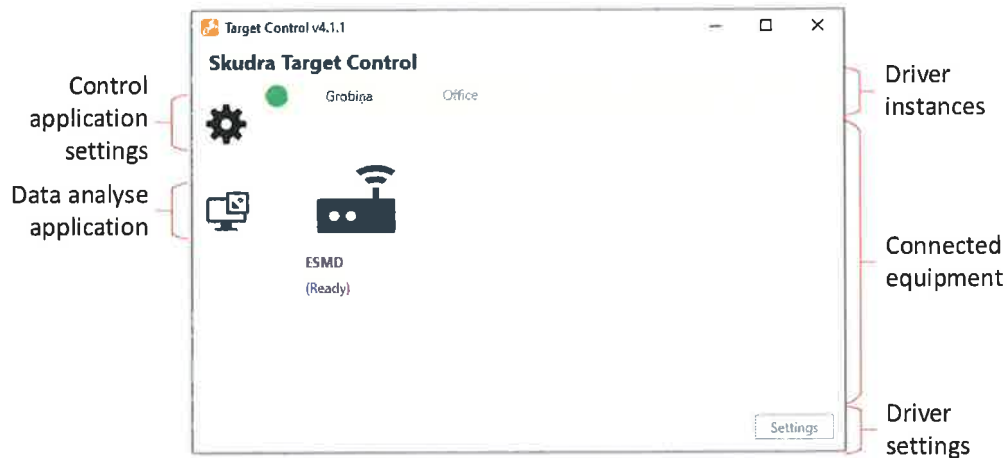 Target Control v4.1.1
Skudra Target Control
Grobiņa
Office
Control
application
settings
Data analyse
application
ESMD
(Ready)
Settings
Driver
instances
Connected
equipment
Driver
settings